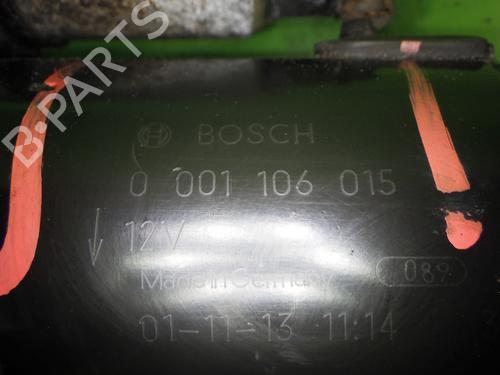 B-PARTS
BOSCH
0 001 106 015
12V
Made in Germany
089
01-11-13 11:14